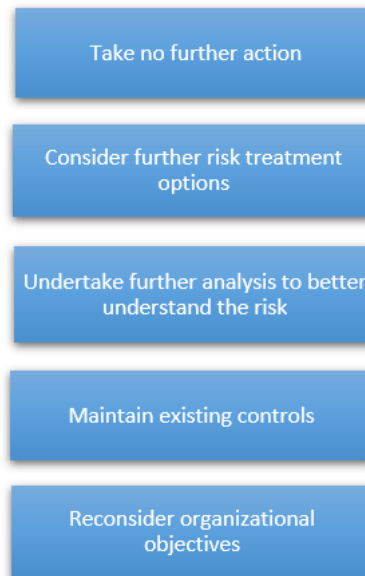 Take no further action
Consider further risk treatment
options
Undertake further analysis to better
understand the risk
Maintain existing controls
Reconsider organizational
objectives